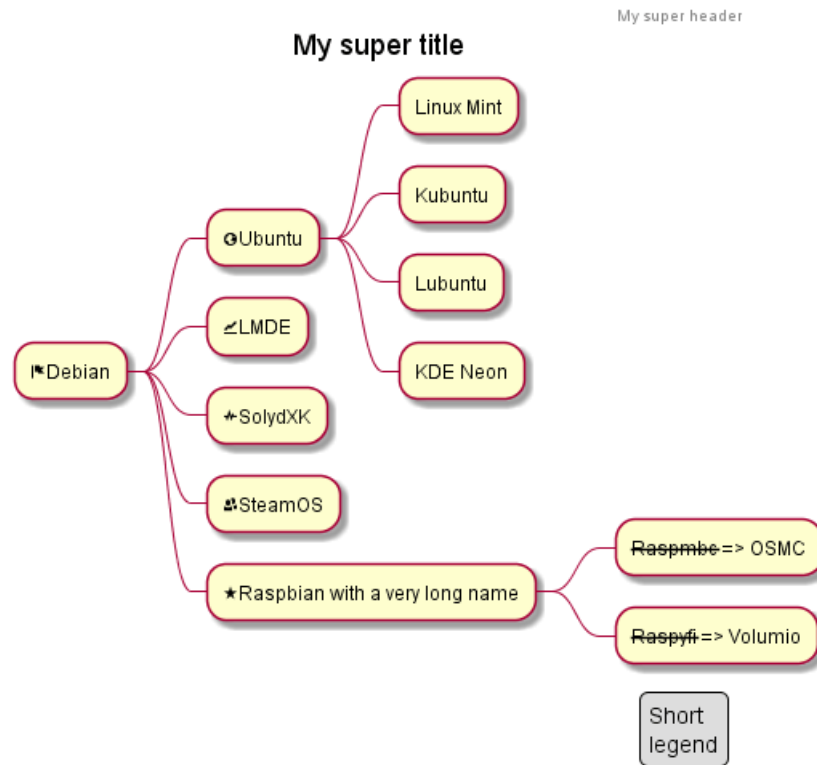 My super header
My super title
Linux Mint
Kubuntu
Ubuntu
Lubuntu
LMDE
KDE Neon
Debian
SolydXK
SteamOS
Raspmbc => OSMC
Raspbian with a very long name
Raspyfi => Volumio
Short
legend